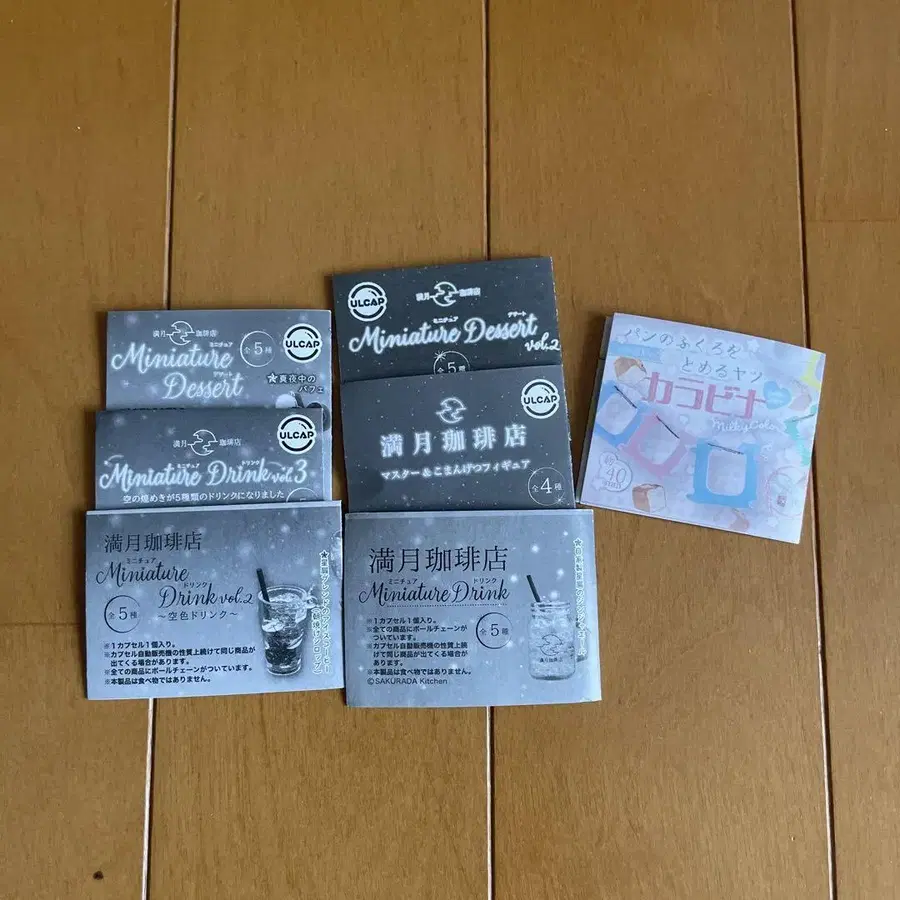 満月 珈琲店
ミニチュア
Miniature
デザート
Dessert
全5種
ULCAP
★真夜中の
パフェ
満月 珈琲店
ULCAP
ミニチュア ドリンク
Miniature Drink vol.3
空の煌めきが5種類のドリンクになりました
全5種
満月珈琲店
ミニチュア
Miniature
ドリンク
Drink vol.2
〜空色ドリンク〜
全5種
※1カプセル1個入り。
※カプセル自動販売機の性質上続けて同じ商品が
出てくる場合があります。
※全ての商品にボールチェーンがついています。
※本製品は食べ物ではありません。
ULCAP
満月 珈琲店
ミニチュア デザート
Miniature Dessert
vol.2
全5種
ULCAP
満月珈琲店
マスター&こまんげつフィギュア
全4種
満月珈琲店
ミニチュア ドリンク
Miniature Drink
全5種
※1カプセル1個入り。
※全ての商品にボールチェーンが
ついています。
※カプセル自動販売機の性質上続
けて同じ商品が出てくる場合が
あります。
※本製品は食べ物ではありません。
©SAKURADA Kitchen
満月珈琲店
パンのふくろを
とめるヤツ
カラビナ
Milky Color